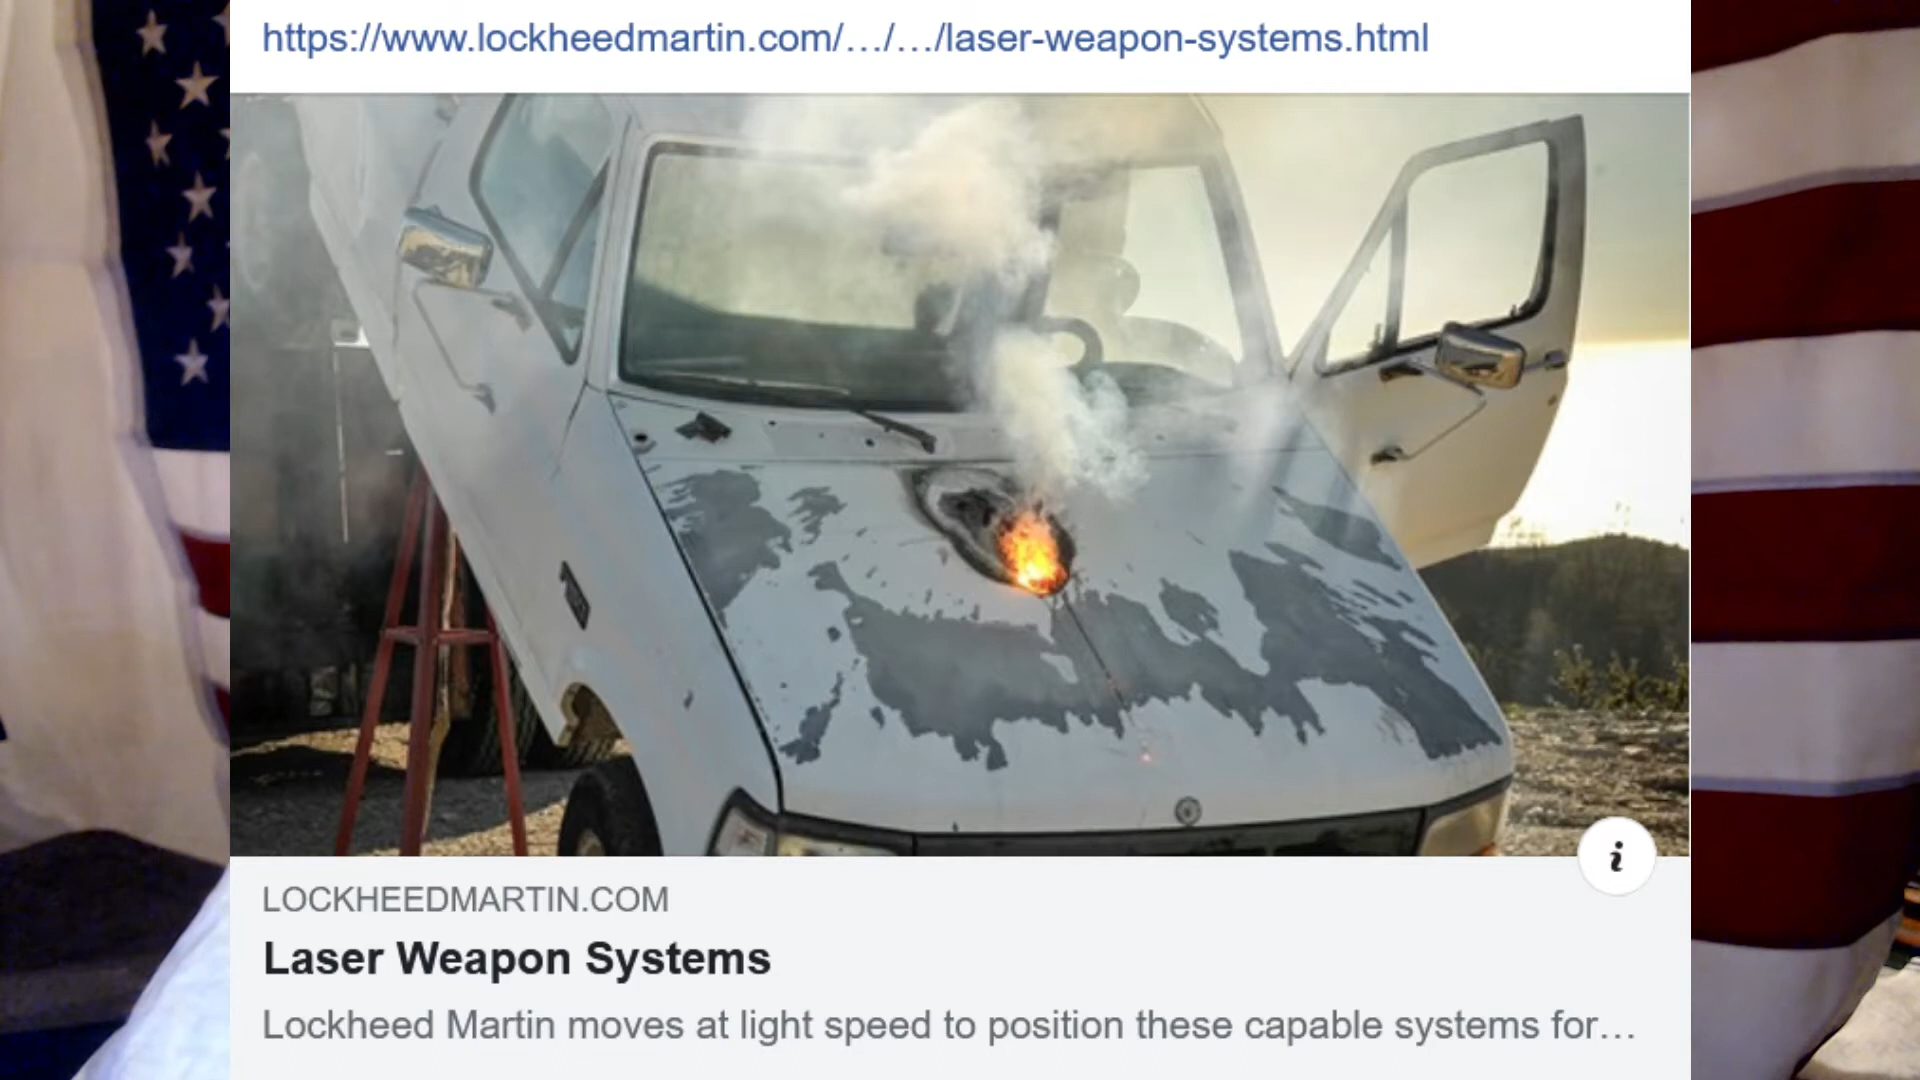 https://www.lockheedmartin.com/…/…/laser-weapon-systems.html
i
LOCKHEEDMARTIN.COM
Laser Weapon Systems
Lockheed Martin moves at light speed to position these capable systems for…